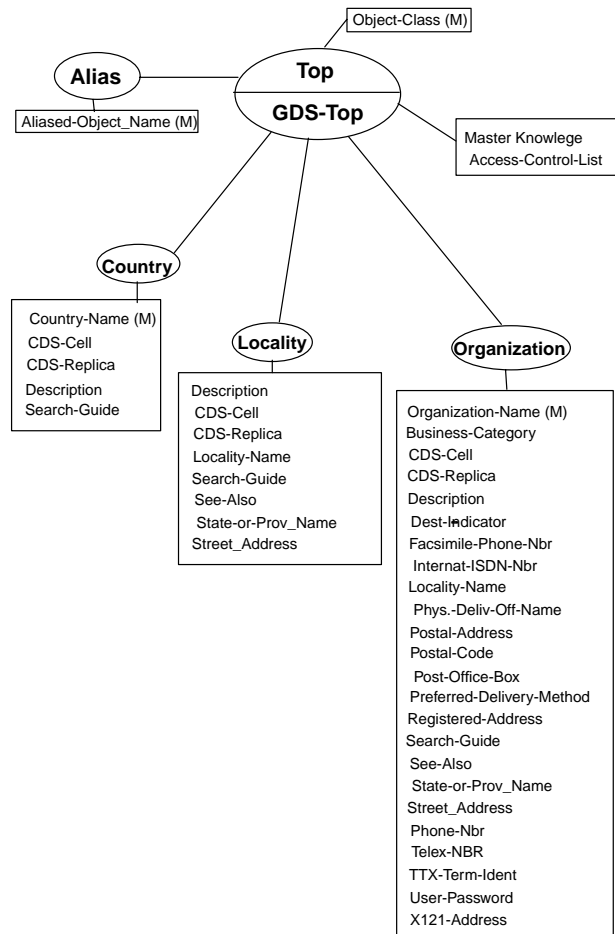 Object-Class (M)
Alias
Top
GDS-Top
Aliased-Object_Name (M)
Master Knowlege
Access-Control-List
Country
Country-Name (M)
CDS-Cell
CDS-Replica
Description
Search-Guide
Locality
Description
CDS-Cell
CDS-Replica
Locality-Name
Search-Guide
See-Also
State-or-Prov_Name
Street_Address
Organization
Organization-Name (M)
Business-Category
CDS-Cell
CDS-Replica
Description
Dest-Indicator
Facsimile-Phone-Nbr
Internat-ISDN-Nbr
Locality-Name
Phys.-Deliv-Off-Name
Postal-Address
Postal-Code
Post-Office-Box
Preferred-Delivery-Method
Registered-Address
Search-Guide
See-Also
State-or-Prov_Name
Street_Address
Phone-Nbr
Telex-NBR
TTX-Term-Ident
User-Password
X121-Address